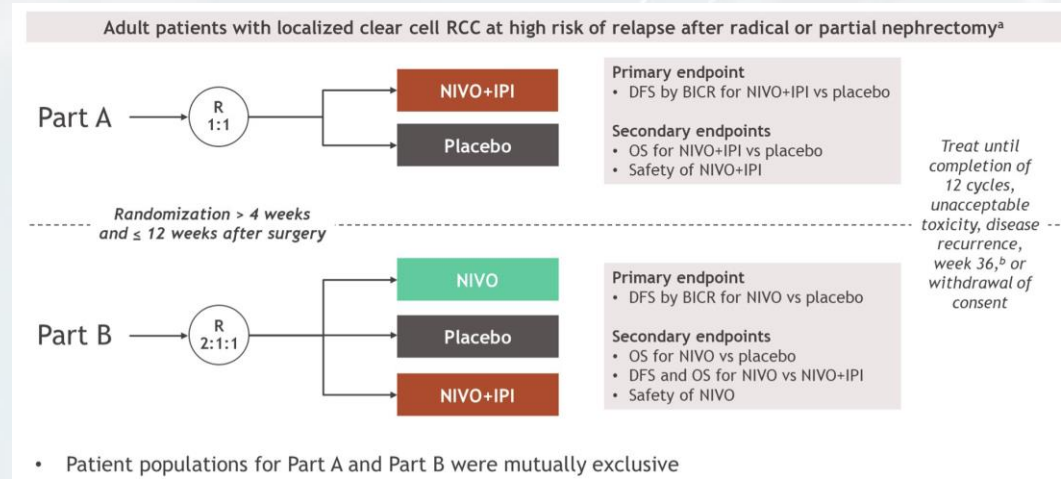 Adult patients with localized clear cell RCC at high risk of relapse after radical or partial nephrectomyᵃ
Part A
R
1:1
NIVO+IPI
Placebo
Primary endpoint
• DFS by BICR for NIVO+IPI vs placebo
Secondary endpoints
• OS for NIVO+IPI vs placebo
• Safety of NIVO+IPI
Randomization > 4 weeks
and ≤ 12 weeks after surgery
Part B
R
2:1:1
NIVO
Placebo
NIVO+IPI
Primary endpoint
• DFS by BICR for NIVO vs placebo
Secondary endpoints
• OS for NIVO vs placebo
• DFS and OS for NIVO vs NIVO+IPI
• Safety of NIVO
Treat until
completion of
12 cycles,
unacceptable
toxicity, disease
recurrence,
week 36,ᵇ or
withdrawal of
consent
• Patient populations for Part A and Part B were mutually exclusive